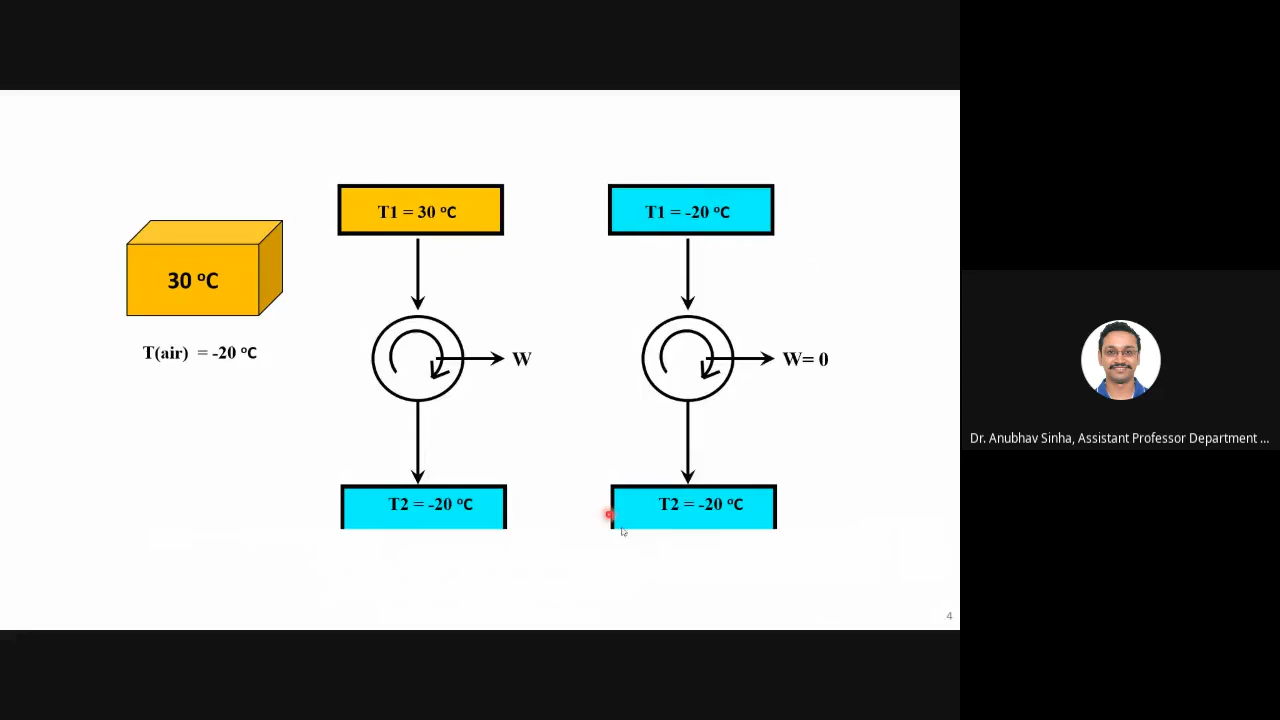 30 ºC
T(air) = -20 ºC
T1 = 30 ºC
W
T2 = -20 ºC
T1 = -20 ºC
W= 0
T2 = -20 ºC
4
Dr. Anubhav Sinha, Assistant Professor Department ...